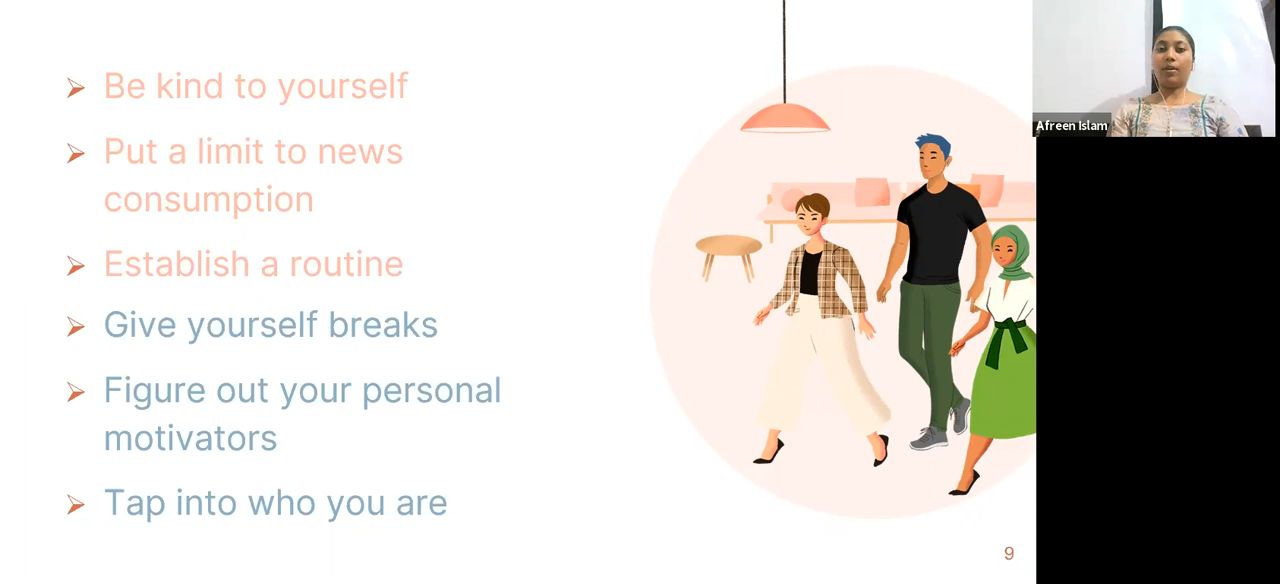 Be kind to yourself
Put a limit to news
consumption
Establish a routine
Give yourself breaks
Figure out your personal
motivators
Tap into who you are
9
Afreen Islam